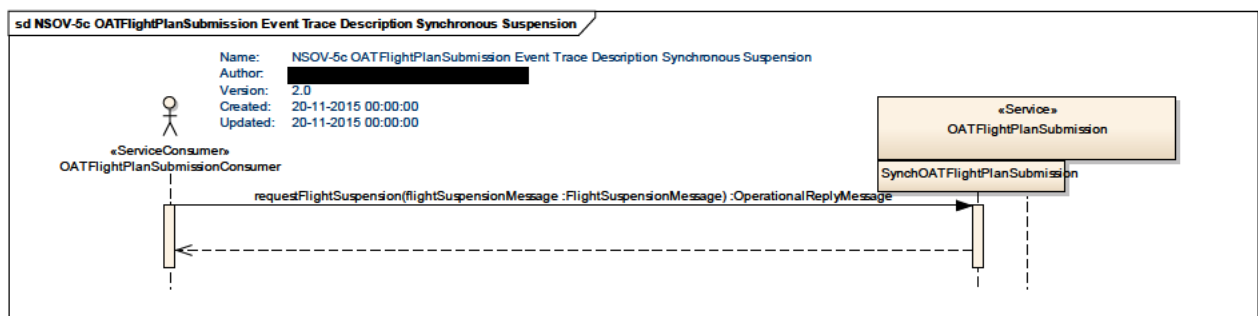 sd NSOV-5c OATFlightPlanSubmission Event Trace Description Synchronous Suspension
Name: NSOV-5c OATFlightPlanSubmission Event Trace Description Synchronous Suspension
Author:
Version: 2.0
Created: 20-11-2015 00:00:00
Updated: 20-11-2015 00:00:00
«ServiceConsumer»
OATFlightPlanSubmissionConsumer
«Service»
OATFlightPlanSubmission
SynchOATFlightPlanSubmission
requestFlightSuspension(flightSuspensionMessage :FlightSuspensionMessage) :OperationalReplyMessage